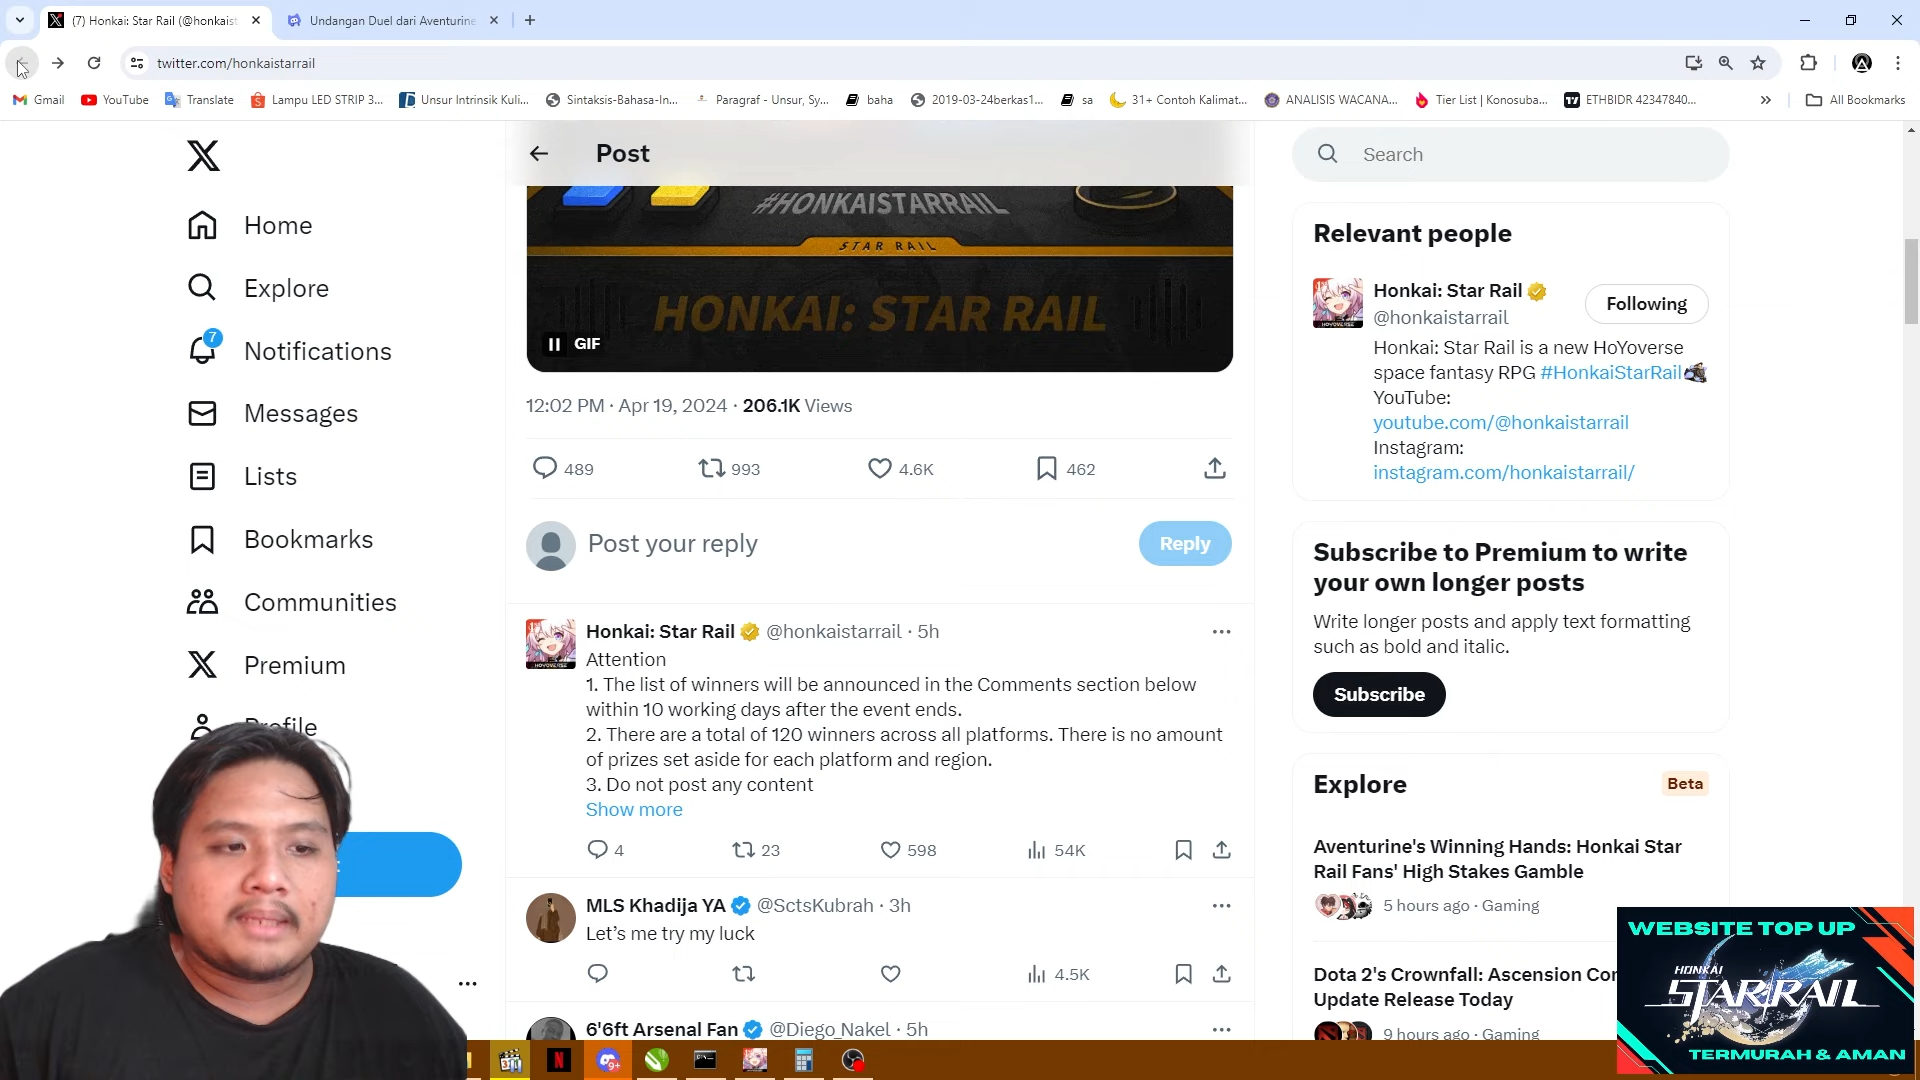 (7) Honkai: Star Rail (@honkaist
Undangan Duel dari Aventurine
twitter.com/honkaistarrail
Gmail
YouTube
Translate
Lampu LED STRIP 3...
Unsur Intrinsik Kuli...
Sintaksis-Bahasa-In...
Paragraf - Unsur, Sy...
baha
2019-03-24berkas1...
sa
31+ Contoh Kalimat...
ANALISIS WACANA...
Tier List | Konosuba...
ETHBIDR 42347840...
All Bookmarks
Home
Explore
7
Notifications
Messages
Lists
Bookmarks
Communities
Premium
Profile
Post
#HONKAISTARRAIL
STAR RAIL
HONKAI: STAR RAIL
GIF
12:02 PM · Apr 19, 2024 · 206.1K Views
489
993
4.6K
462
Post your reply
Reply
Honkai: Star Rail @honkaistarrail · 5h
Attention
1. The list of winners will be announced in the Comments section below
within 10 working days after the event ends.
2. There are a total of 120 winners across all platforms. There is no amount
of prizes set aside for each platform and region.
3. Do not post any content
Show more
4
23
598
54K
MLS Khadija YA @SctsKubrah · 3h
Let's me try my luck
4.5K
6'6ft Arsenal Fan @Diego_Nakel · 5h
Search
Relevant people
Honkai: Star Rail
@honkaistarrail
Following
Honkai: Star Rail is a new HoYoverse
space fantasy RPG #HonkaiStarRail
YouTube:
youtube.com/@honkaistarrail
Instagram:
instagram.com/honkaistarrail/
Subscribe to Premium to write
your own longer posts
Write longer posts and apply text formatting
such as bold and italic.
Subscribe
Explore
Beta
Aventurine's Winning Hands: Honkai Star
Rail Fans' High Stakes Gamble
5 hours ago · Gaming
Dota 2's Crownfall: Ascension Con
Update Release Today
9 hours ago · Gaming
WEBSITE TOP UP
HONKAI
STAR RAIL
TERMURAH & AMAN